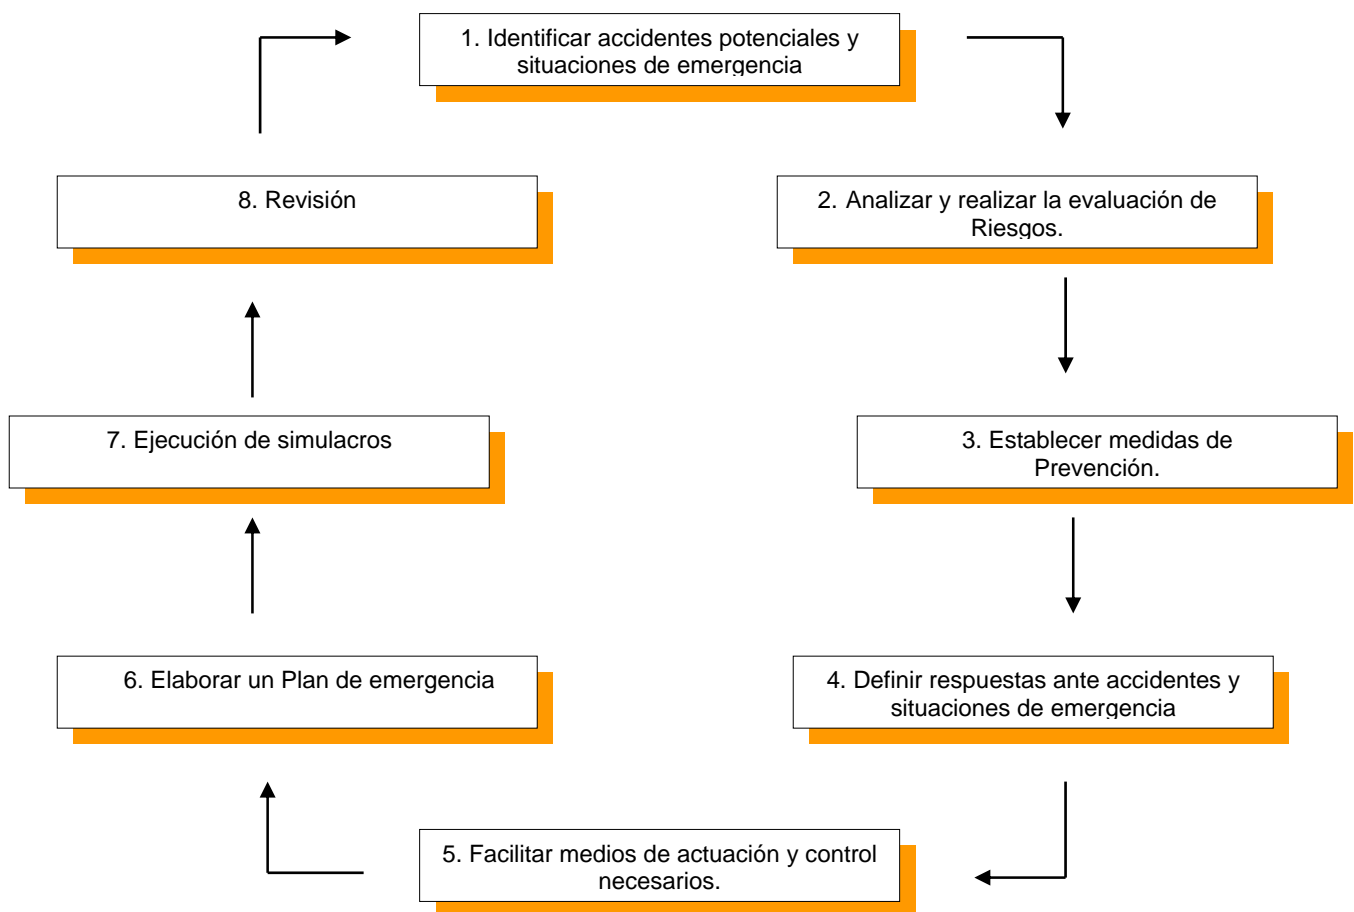 1. Identificar accidentes potenciales y
situaciones de emergencia
2. Analizar y realizar la evaluación de
Riesgos.
3. Establecer medidas de
Prevención.
4. Definir respuestas ante accidentes y
situaciones de emergencia
5. Facilitar medios de actuación y control
necesarios.
6. Elaborar un Plan de emergencia
7. Ejecución de simulacros
8. Revisión